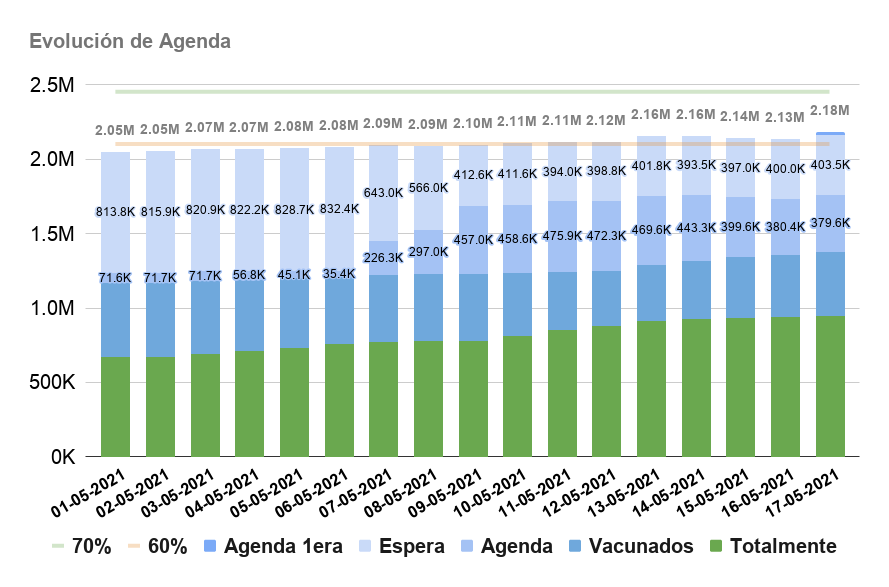 Evolución de Agenda
2.5M
2.05M 2.05M 2.07M 2.07M 2.08M 2.08M 2.09M 2.09M 2.10M 2.11M 2.11M 2.12M 2.16M 2.16M 2.14M 2.13M 2.18M
2.0M
813.8K 815.9K 820.9K 822.2K 828.7K 832.4K 643.0K 566.0K 412.6K 411.6K 394.0K 398.8K 401.8K 393.5K 397.0K 400.0K 403.5K
1.5M
71.6K 71.7K 71.7K 56.8K 45.1K 35.4K 226.3K 297.0K 457.0K 458.6K 475.9K 472.3K 469.6K 443.3K 399.6K 380.4K 379.6K
1.0M
500K
0K
01-05-2021 02-05-2021 03-05-2021 04-05-2021 05-05-2021 06-05-2021 07-05-2021 08-05-2021 09-05-2021 10-05-2021 11-05-2021 12-05-2021 13-05-2021 14-05-2021 15-05-2021 16-05-2021 17-05-2021
70% 60% Agenda 1era Espera Agenda Vacunados Totalmente